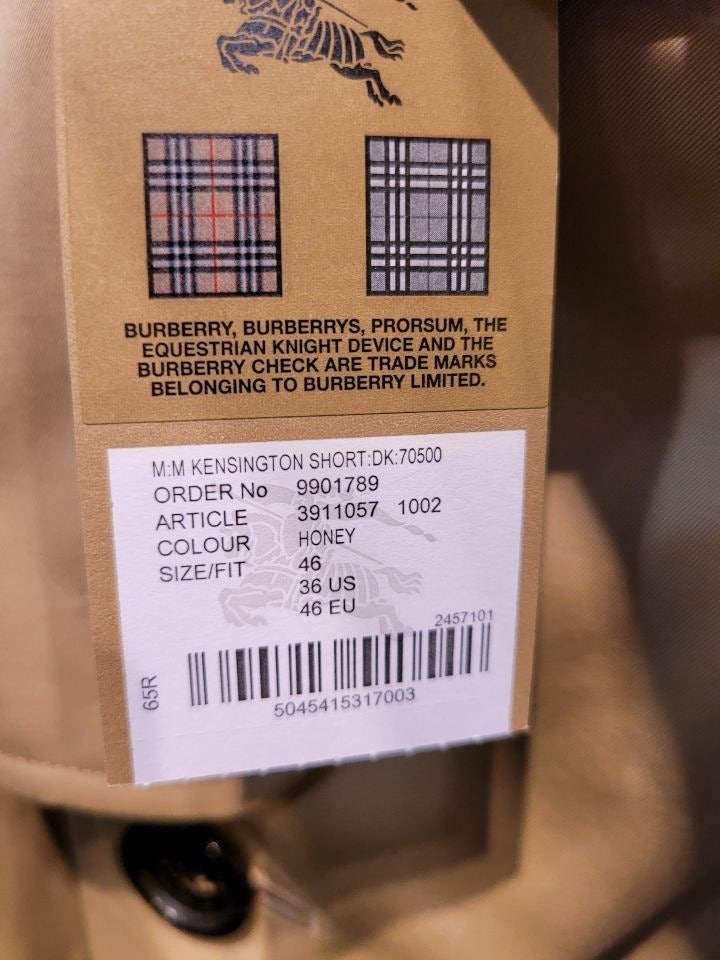 BURBERRY, BURBERRYS, PRORSUM, THE
EQUESTRIAN KNIGHT DEVICE AND THE
BURBERRY CHECK ARE TRADE MARKS
BELONGING TO BURBERRY LIMITED.
M:M KENSINGTON SHORT:DK:70500
ORDER No 9901789
ARTICLE 3911057 1002
COLOUR HONEY
SIZE/FIT 46
36 US
46 EU
2457101
65R
5045415317003